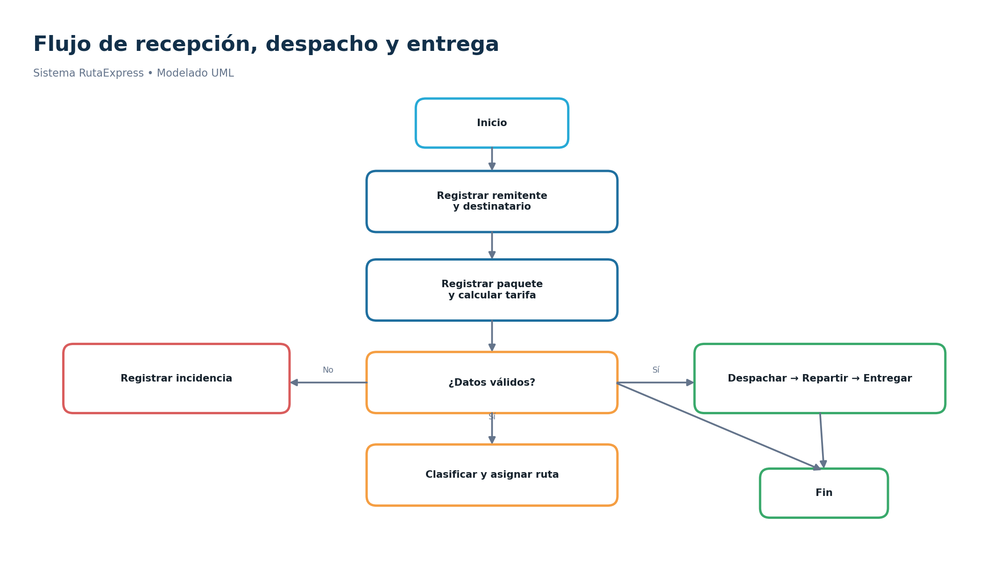 Flujo de recepción, despacho y entrega
Sistema RutaExpress • Modelado UML
Inicio
Registrar remitente
y destinatario
Registrar paquete
y calcular tarifa
Registrar incidencia
No
¿Datos válidos?
Sí
Despachar → Repartir → Entregar
Sí
Clasificar y asignar ruta
Fin